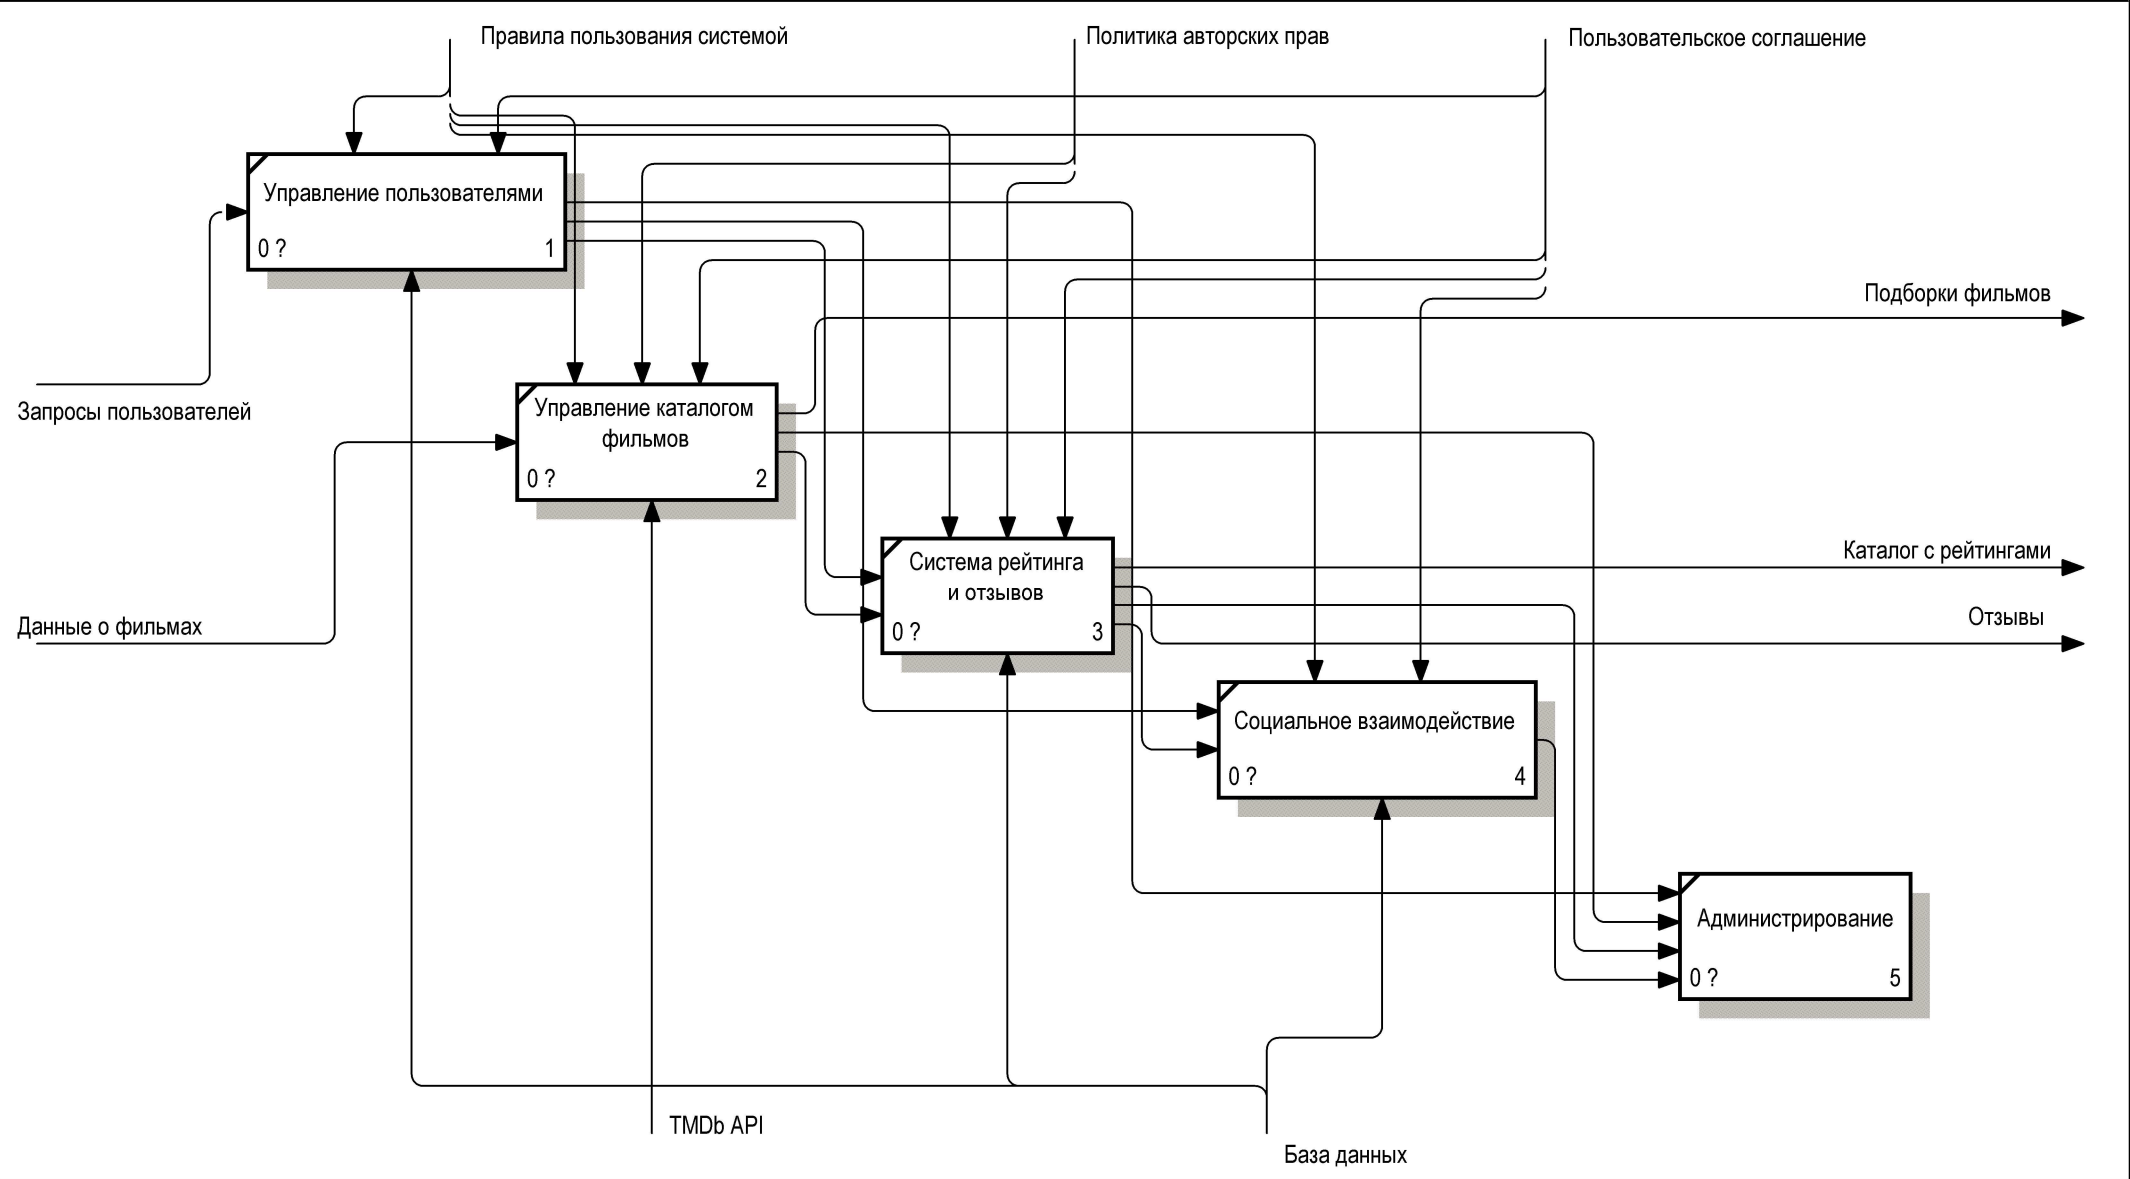 Правила пользования системой
Политика авторских прав
Пользовательское соглашение
Управление пользователями
0 ?
1
Подборки фильмов
Запросы пользователей
Управление каталогом
фильмов
0 ?
2
Каталог с рейтингами
Система рейтинга
и отзывов
0 ?
3
Отзывы
Данные о фильмах
Социальное взаимодействие
0 ?
4
Администрирование
0 ?
5
TMDb API
База данных